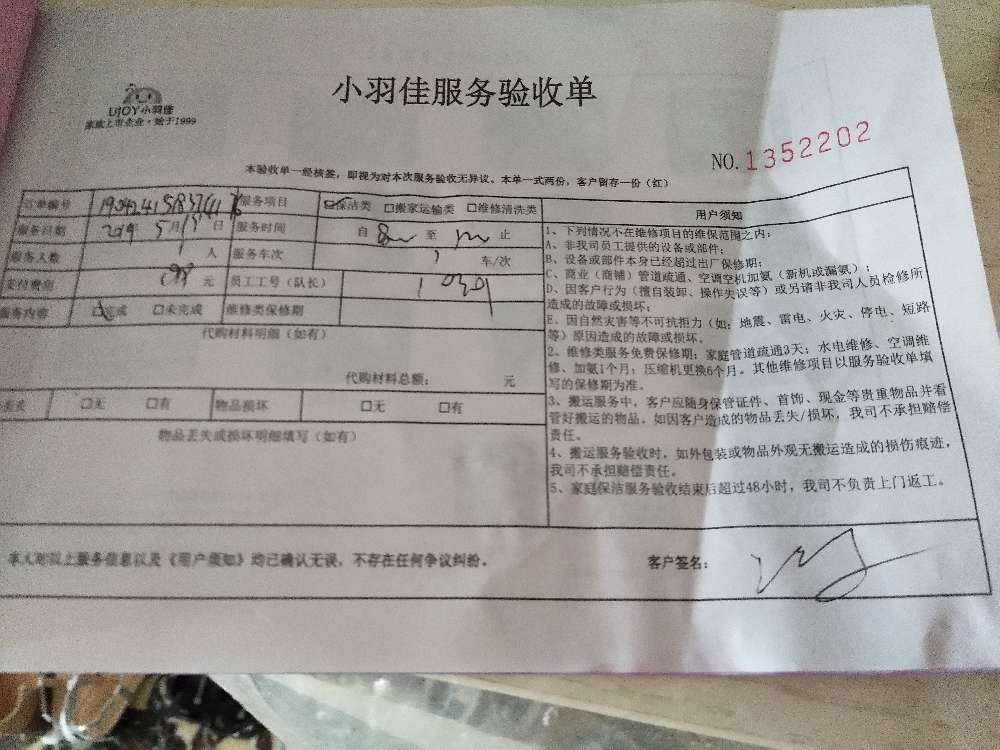 小羽佳服务验收单
UJOY小羽佳
家族上市企业·始于1999
NO.1352202
本验收单一经核签，即视为对本次服务验收无异议、本单一式两份，客户留存一份（红）
订单编号
服务项目 ☑保洁类 □搬家运输类 □维修清洗类
服务日期 2019年 5月 日 服务时间 自 至 止
服务人数 1 人 服务车次 车/次
支付费用 元 员工工号（队长）
服务内容 ☑完成 □未完成 维修类保修期
代购材料明细（如有）
代购材料总额： 元
丢失 □无 □有 物品损坏 □无 □有
物品丢失或损坏明细填写（如有）
用户须知
1、下列情况不在维修项目的维保范围之内：
A、非我司员工提供的设备或部件；
B、设备或部件本身已经超过出厂保修期；
C、商业（商铺）管道疏通、空调空机加氨（新机或漏氨）；
D、因客户行为（擅自装卸、操作失误等）或另请非我司人员检修所
造成的故障或损坏；
E、因自然灾害等不可抗拒力（如：地震、雷电、火灾、停电、短路
等）原因造成的故障或损坏。
2、维修类服务免费保修期：家庭管道疏通3天；水电维修、空调维
修、加氨1个月；压缩机更换6个月。其他维修项目以服务验收单填
写的保修期为准。
3、搬运服务中，客户应随身保管证件、首饰、现金等贵重物品并看
管好搬运的物品，如因客户造成的物品丢失/损坏，我司不承担赔偿
责任。
4、搬运服务验收时，如外包装或物品外观无搬运造成的损伤痕迹，
我司不承担赔偿责任。
5、家庭保洁服务验收结束后超过48小时，我司不负责上门返工。
本人对以上服务信息以及《用户须知》均已确认无误，不存在任何争议纠纷。
客户签名：